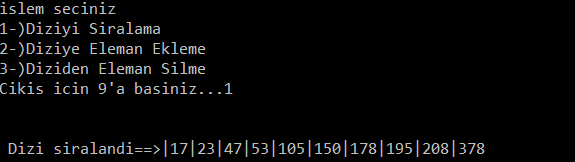 islem seciniz
1-)Diziyi Siralama
2-)Diziye Eleman Ekleme
3-)Diziden Eleman Silme
Cikis icin 9'a basiniz...1
Dizi siralandi==>|17|23|47|53|105|150|178|195|208|378